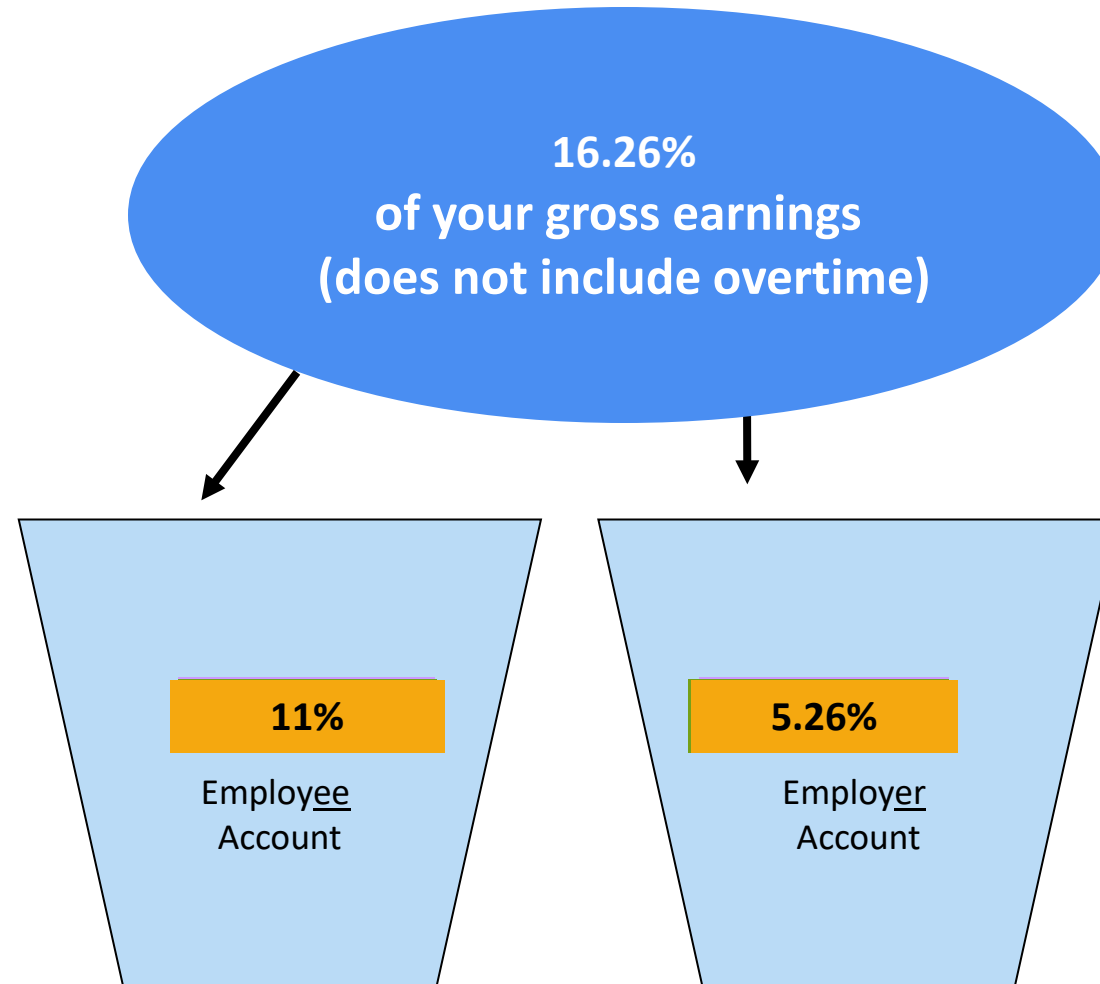 16.26%
of your gross earnings
(does not include overtime)
11%
Employee
Account
5.26%
Employer
Account